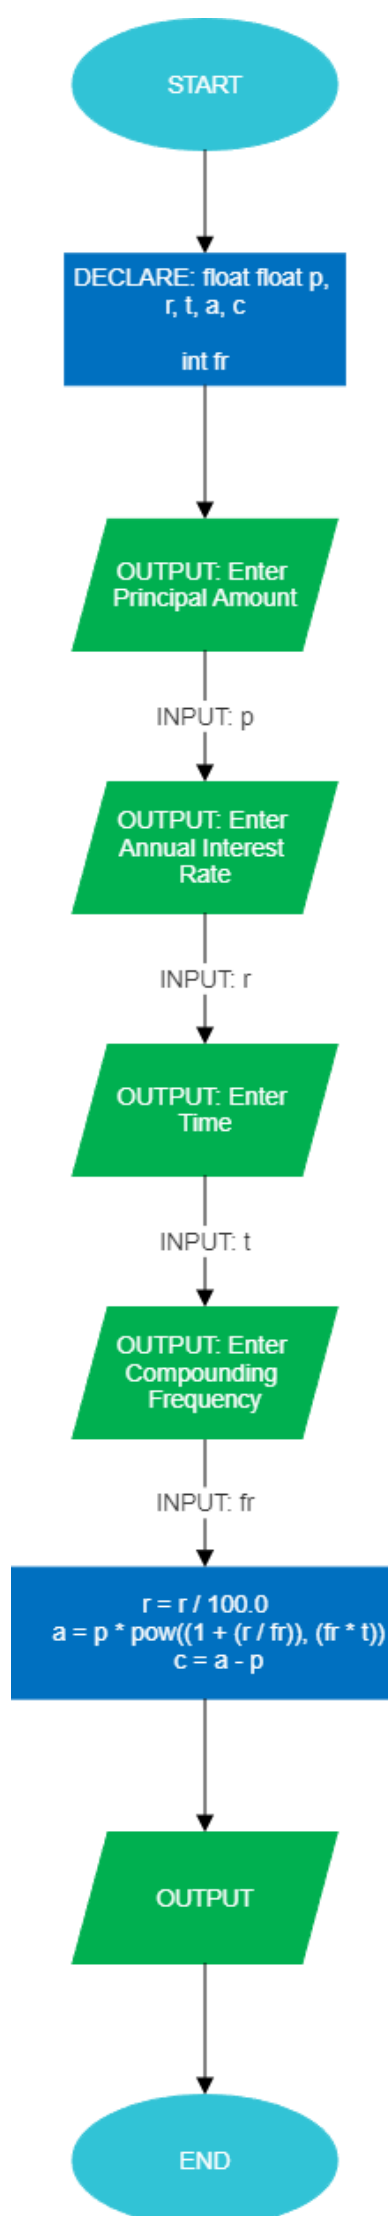 START
DECLARE: float float p,
r, t, a, c
int fr
OUTPUT: Enter
Principal Amount
INPUT: p
OUTPUT: Enter
Annual Interest
Rate
INPUT: r
OUTPUT: Enter
Time
INPUT: t
OUTPUT: Enter
Compounding
Frequency
INPUT: fr
r = r / 100.0
a = p * pow((1 + (r / fr)), (fr * t))
c = a - p
OUTPUT
END